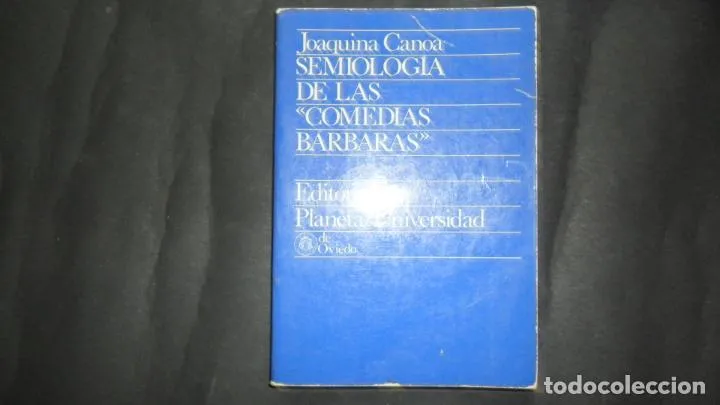 Joaquina Canoa
SEMIOLOGIA
DE LAS
«COMEDIAS
BARBARAS»
Planeta Universidad
de
Oviedo
todocoleccion